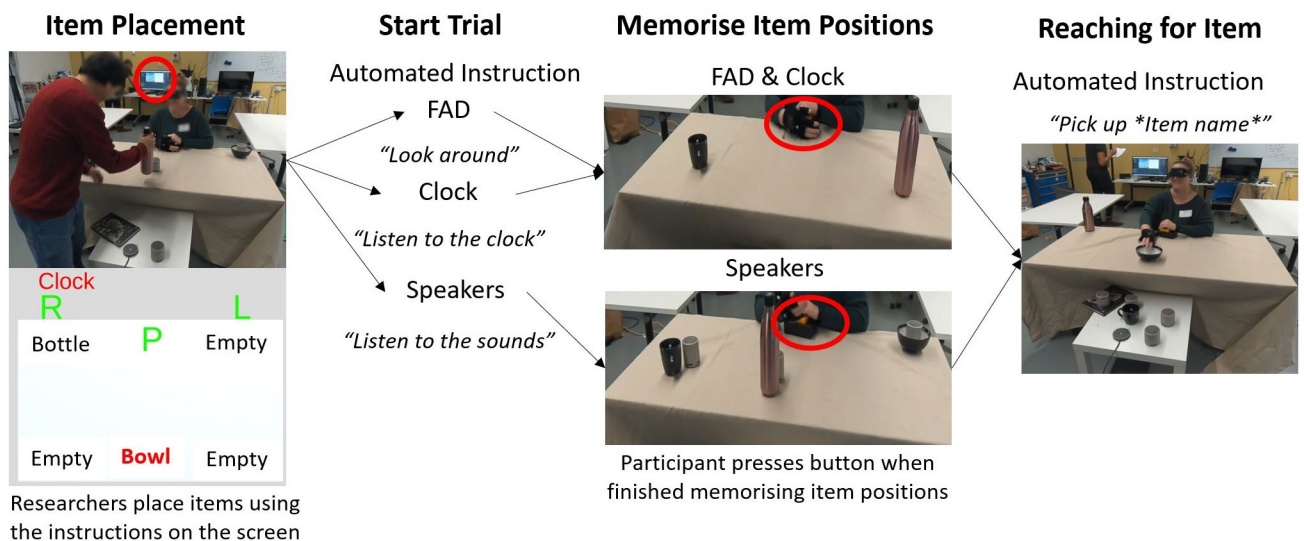 Item Placement
Start Trial
Automated Instruction
FAD
“Look around”
Clock
“Listen to the clock”
Speakers
“Listen to the sounds”
Memorise Item Positions
FAD & Clock
Speakers
Participant presses button when
finished memorising item positions
Reaching for Item
Automated Instruction
“Pick up *Item name*”
Clock
R L
Bottle P Empty
Empty Bowl Empty
Researchers place items using
the instructions on the screen